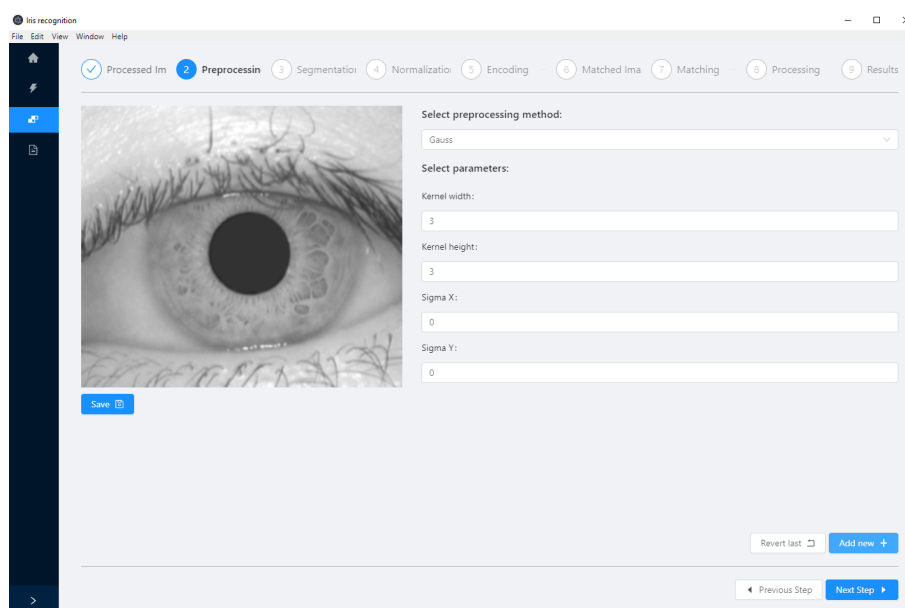 Iris recognition
File Edit View Window Help
Processed Im 2 Preprocessin 3 Segmentation 4 Normalization 5 Encoding 6 Matched Ima 7 Matching 8 Processing 9 Results
Select preprocessing method:
Gauss
Select parameters:
Kernel width:
3
Kernel height:
3
Sigma X:
0
Sigma Y:
0
Save
Revert last
Add new +
Previous Step
Next Step